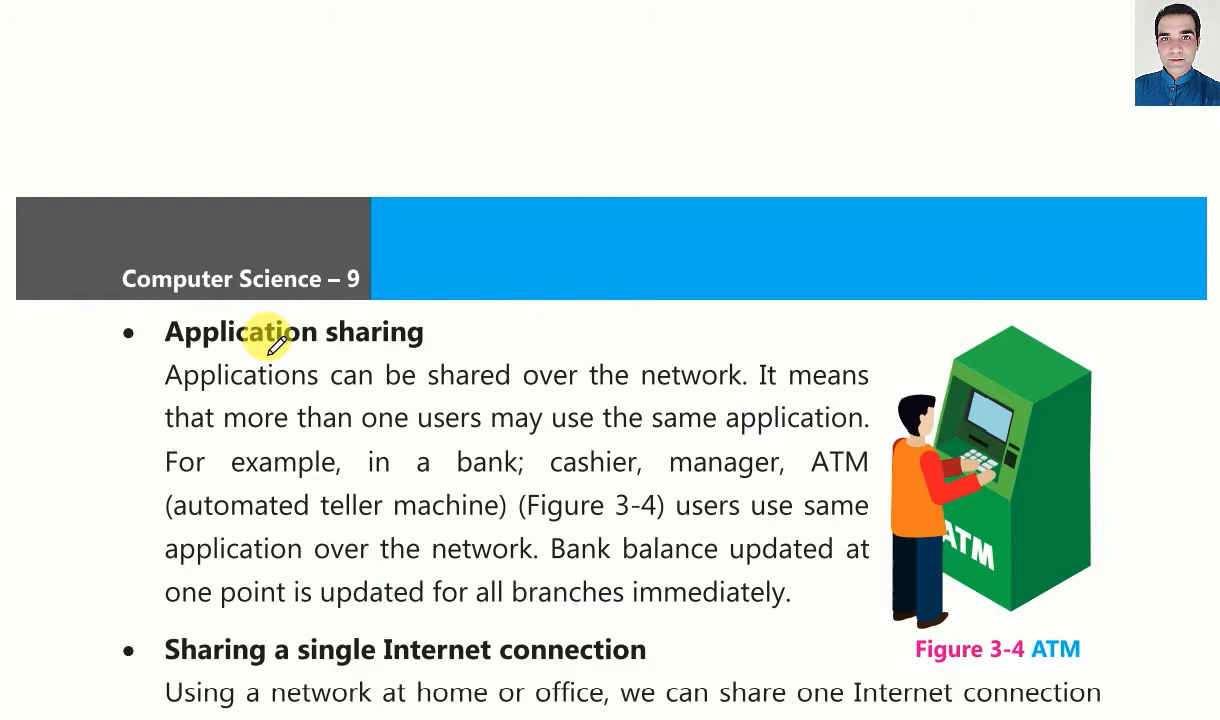 Computer Science – 9
• Application sharing
Applications can be shared over the network. It means
that more than one users may use the same application.
For example, in a bank; cashier, manager, ATM
(automated teller machine) (Figure 3-4) users use same
application over the network. Bank balance updated at
one point is updated for all branches immediately.
ATM
Figure 3-4 ATM
• Sharing a single Internet connection
Using a network at home or office, we can share one Internet connection